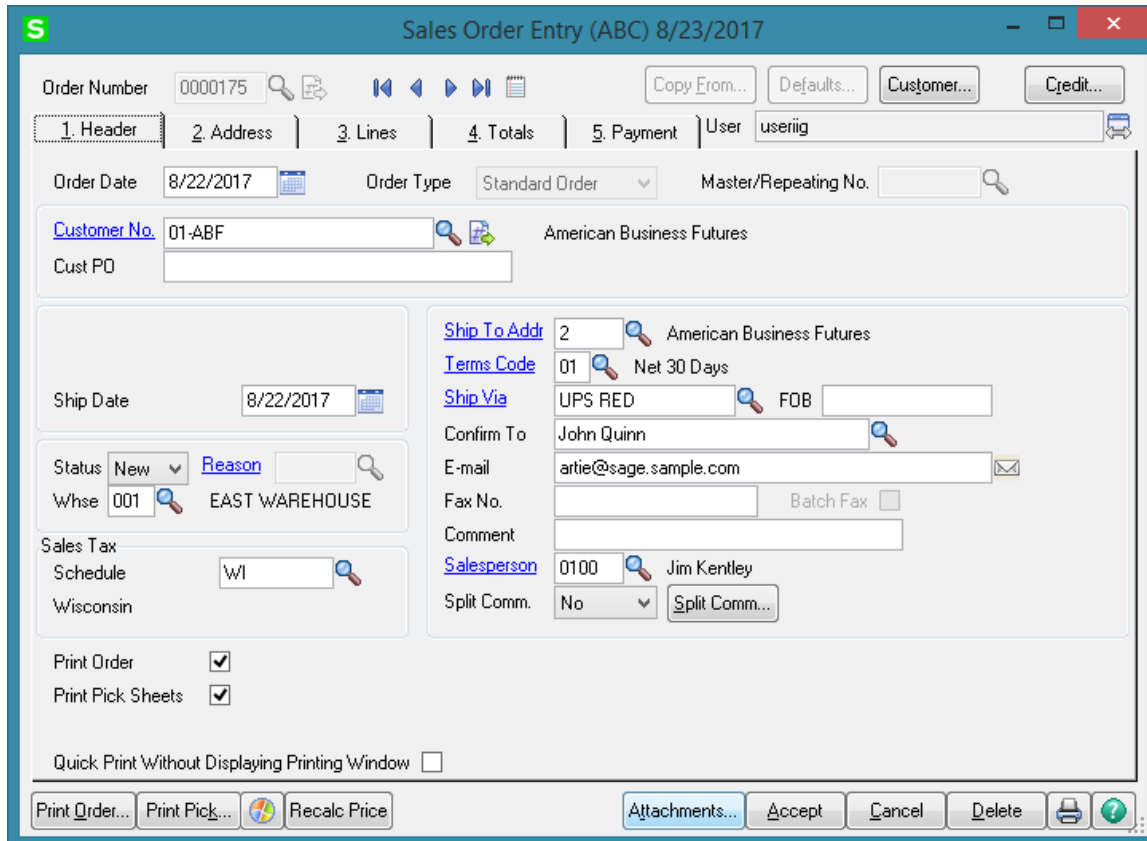 S Sales Order Entry (ABC) 8/23/2017
Order Number 0000175 Copy From... Defaults... Customer... Credit...
1. Header 2. Address 3. Lines 4. Totals 5. Payment User useriig
Order Date 8/22/2017 Order Type Standard Order Master/Repeating No.
Customer No. 01-ABF American Business Futures
Cust PO
Ship Date 8/22/2017
Status New Reason
Whse 001 EAST WAREHOUSE
Sales Tax
Schedule WI
Wisconsin
Ship To Addr 2 American Business Futures
Terms Code 01 Net 30 Days
Ship Via UPS RED FOB
Confirm To John Quinn
E-mail artie@sage.sample.com
Fax No. Batch Fax
Comment
Salesperson 0100 Jim Kentley
Split Comm. No Split Comm...
Print Order
Print Pick Sheets
Quick Print Without Displaying Printing Window
Print Order... Print Pick... Recalc Price Attachments... Accept Cancel Delete ?